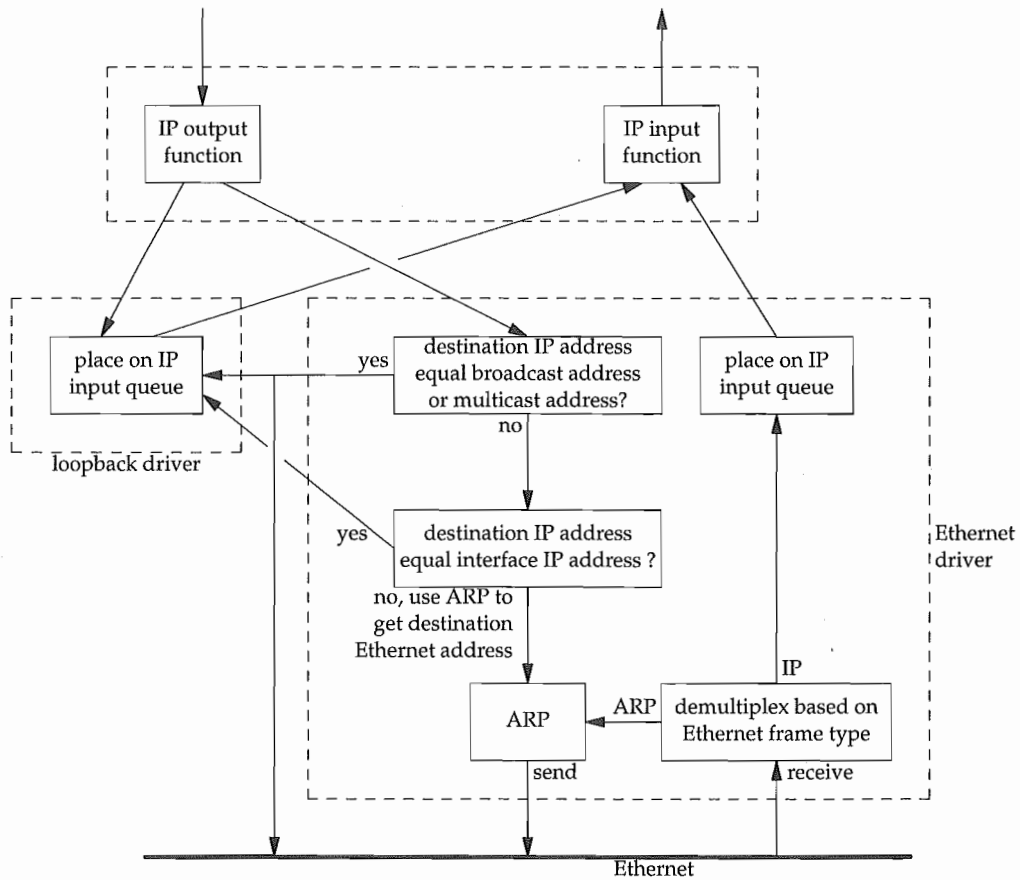 IP output
function
IP input
function
place on IP
input queue
loopback driver
yes
destination IP address
equal broadcast address
or multicast address?
no
place on IP
input queue
yes
destination IP address
equal interface IP address ?
no, use ARP to
get destination
Ethernet address
Ethernet
driver
ARP
ARP
IP
demultiplex based on
Ethernet frame type
send
receive
Ethernet